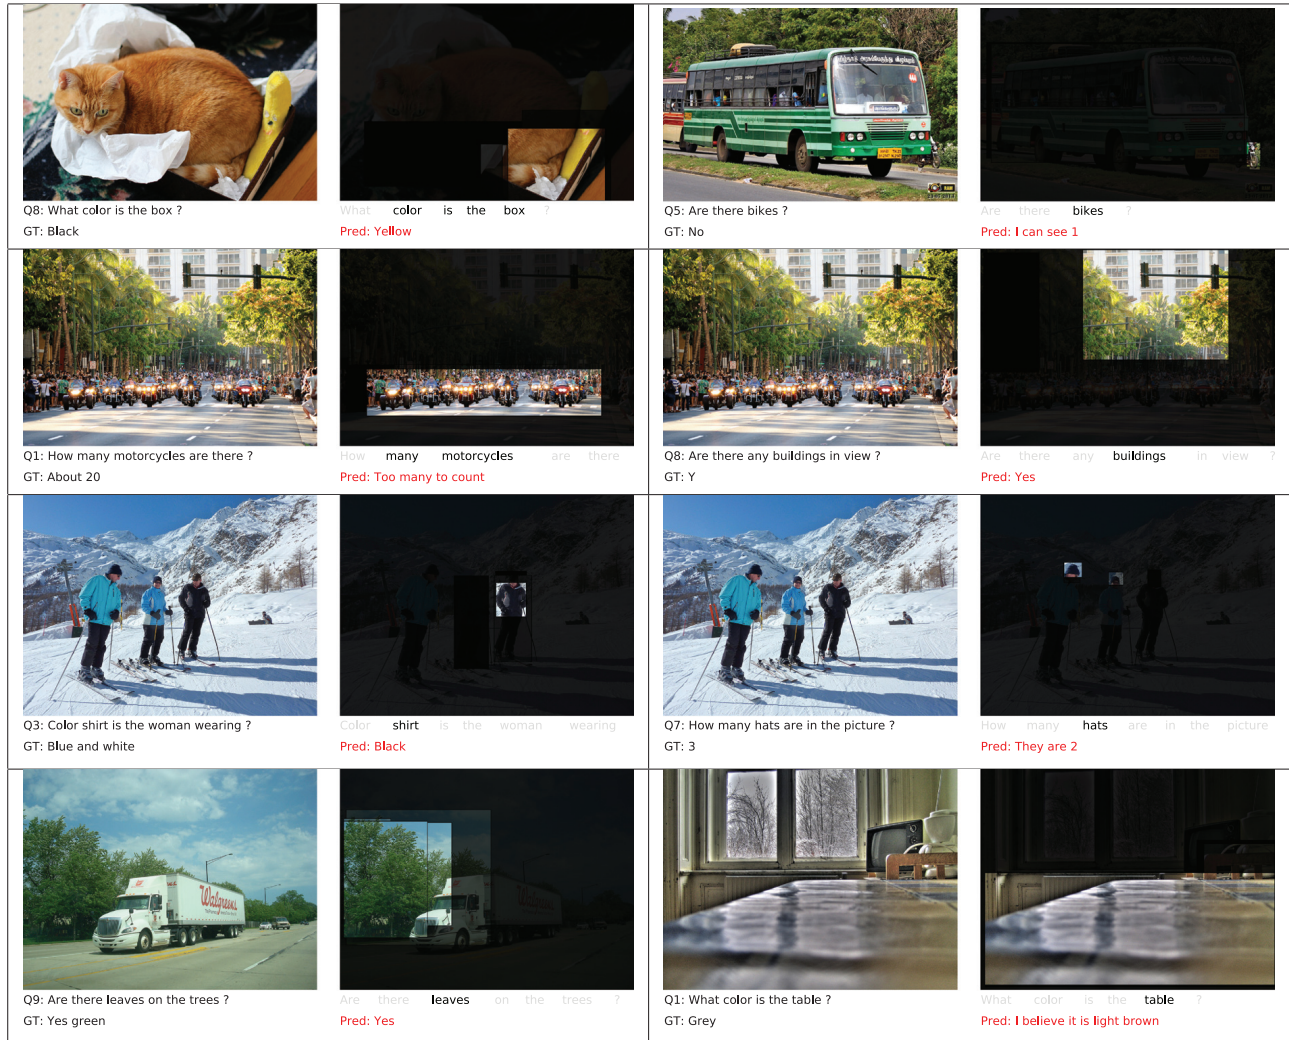 Q8: What color is the box ?
What color is the box ?
GT: Black
Pred: Yellow
Q5: Are there bikes ?
Are there bikes ?
GT: No
Pred: I can see 1
Q1: How many motorcycles are there ?
How many motorcycles are there
GT: About 20
Pred: Too many to count
Q8: Are there any buildings in view ?
Are there any buildings in view ?
GT: Y
Pred: Yes
Q3: Color shirt is the woman wearing ?
Color shirt is the woman wearing
GT: Blue and white
Pred: Black
Q7: How many hats are in the picture ?
How many hats are in the picture
GT: 3
Pred: They are 2
Walgreens
Q9: Are there leaves on the trees ?
Are there leaves on the trees ?
GT: Yes green
Pred: Yes
Q1: What color is the table ?
What color is the table ?
GT: Grey
Pred: I believe it is light brown